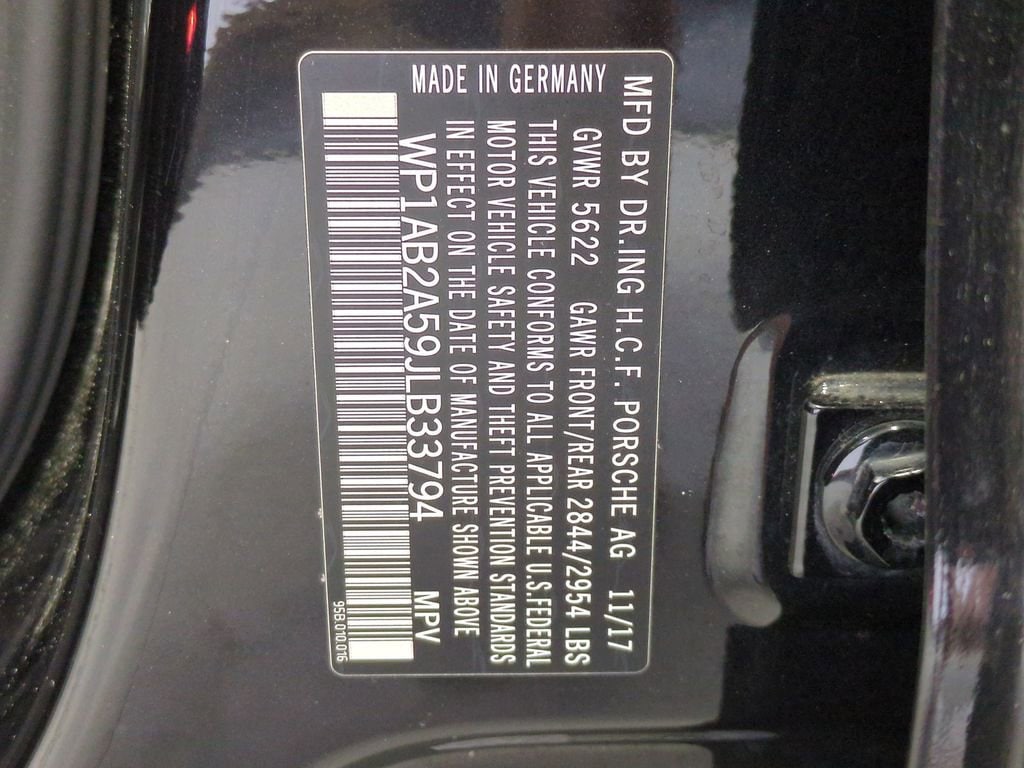 MFD BY DR.ING H.C.F. PORSCHE AG 11/17
GVWR 5622 GAWR FRONT/REAR 2844/2954 LBS
THIS VEHICLE CONFORMS TO ALL APPLICABLE U.S.FEDERAL
MOTOR VEHICLE SAFETY AND THEFT PREVENTION STANDARDS
IN EFFECT ON THE DATE OF MANUFACTURE SHOWN ABOVE
WP1AB2A59JLB33794 MPV
MADE IN GERMANY
95B.010.016